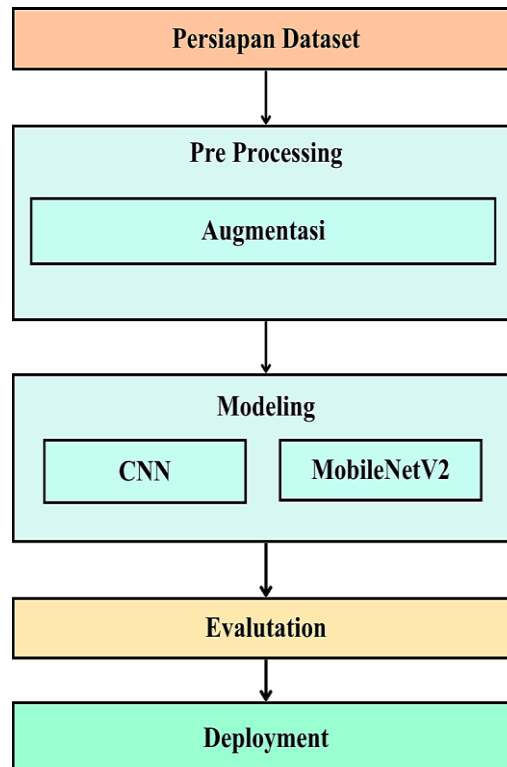 Persiapan Dataset
Pre Processing
Augmentasi
Modeling
CNN
MobileNetV2
Evalutation
Deployment